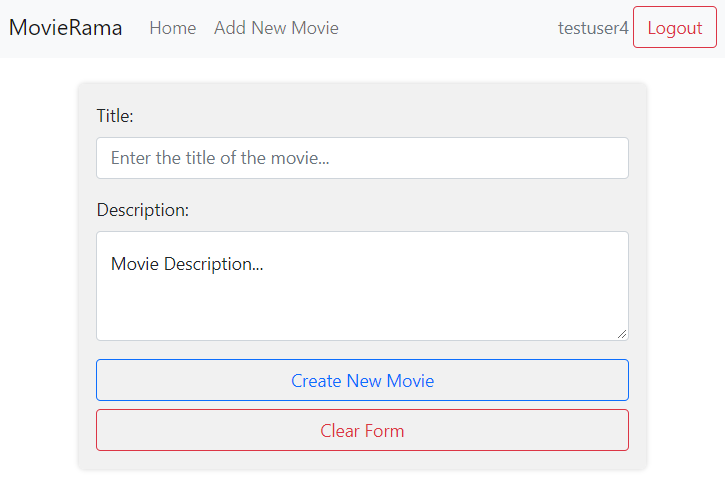 MovieRama Home Add New Movie testuser4 Logout
Title:
Enter the title of the movie...
Description:
Movie Description...
Create New Movie
Clear Form